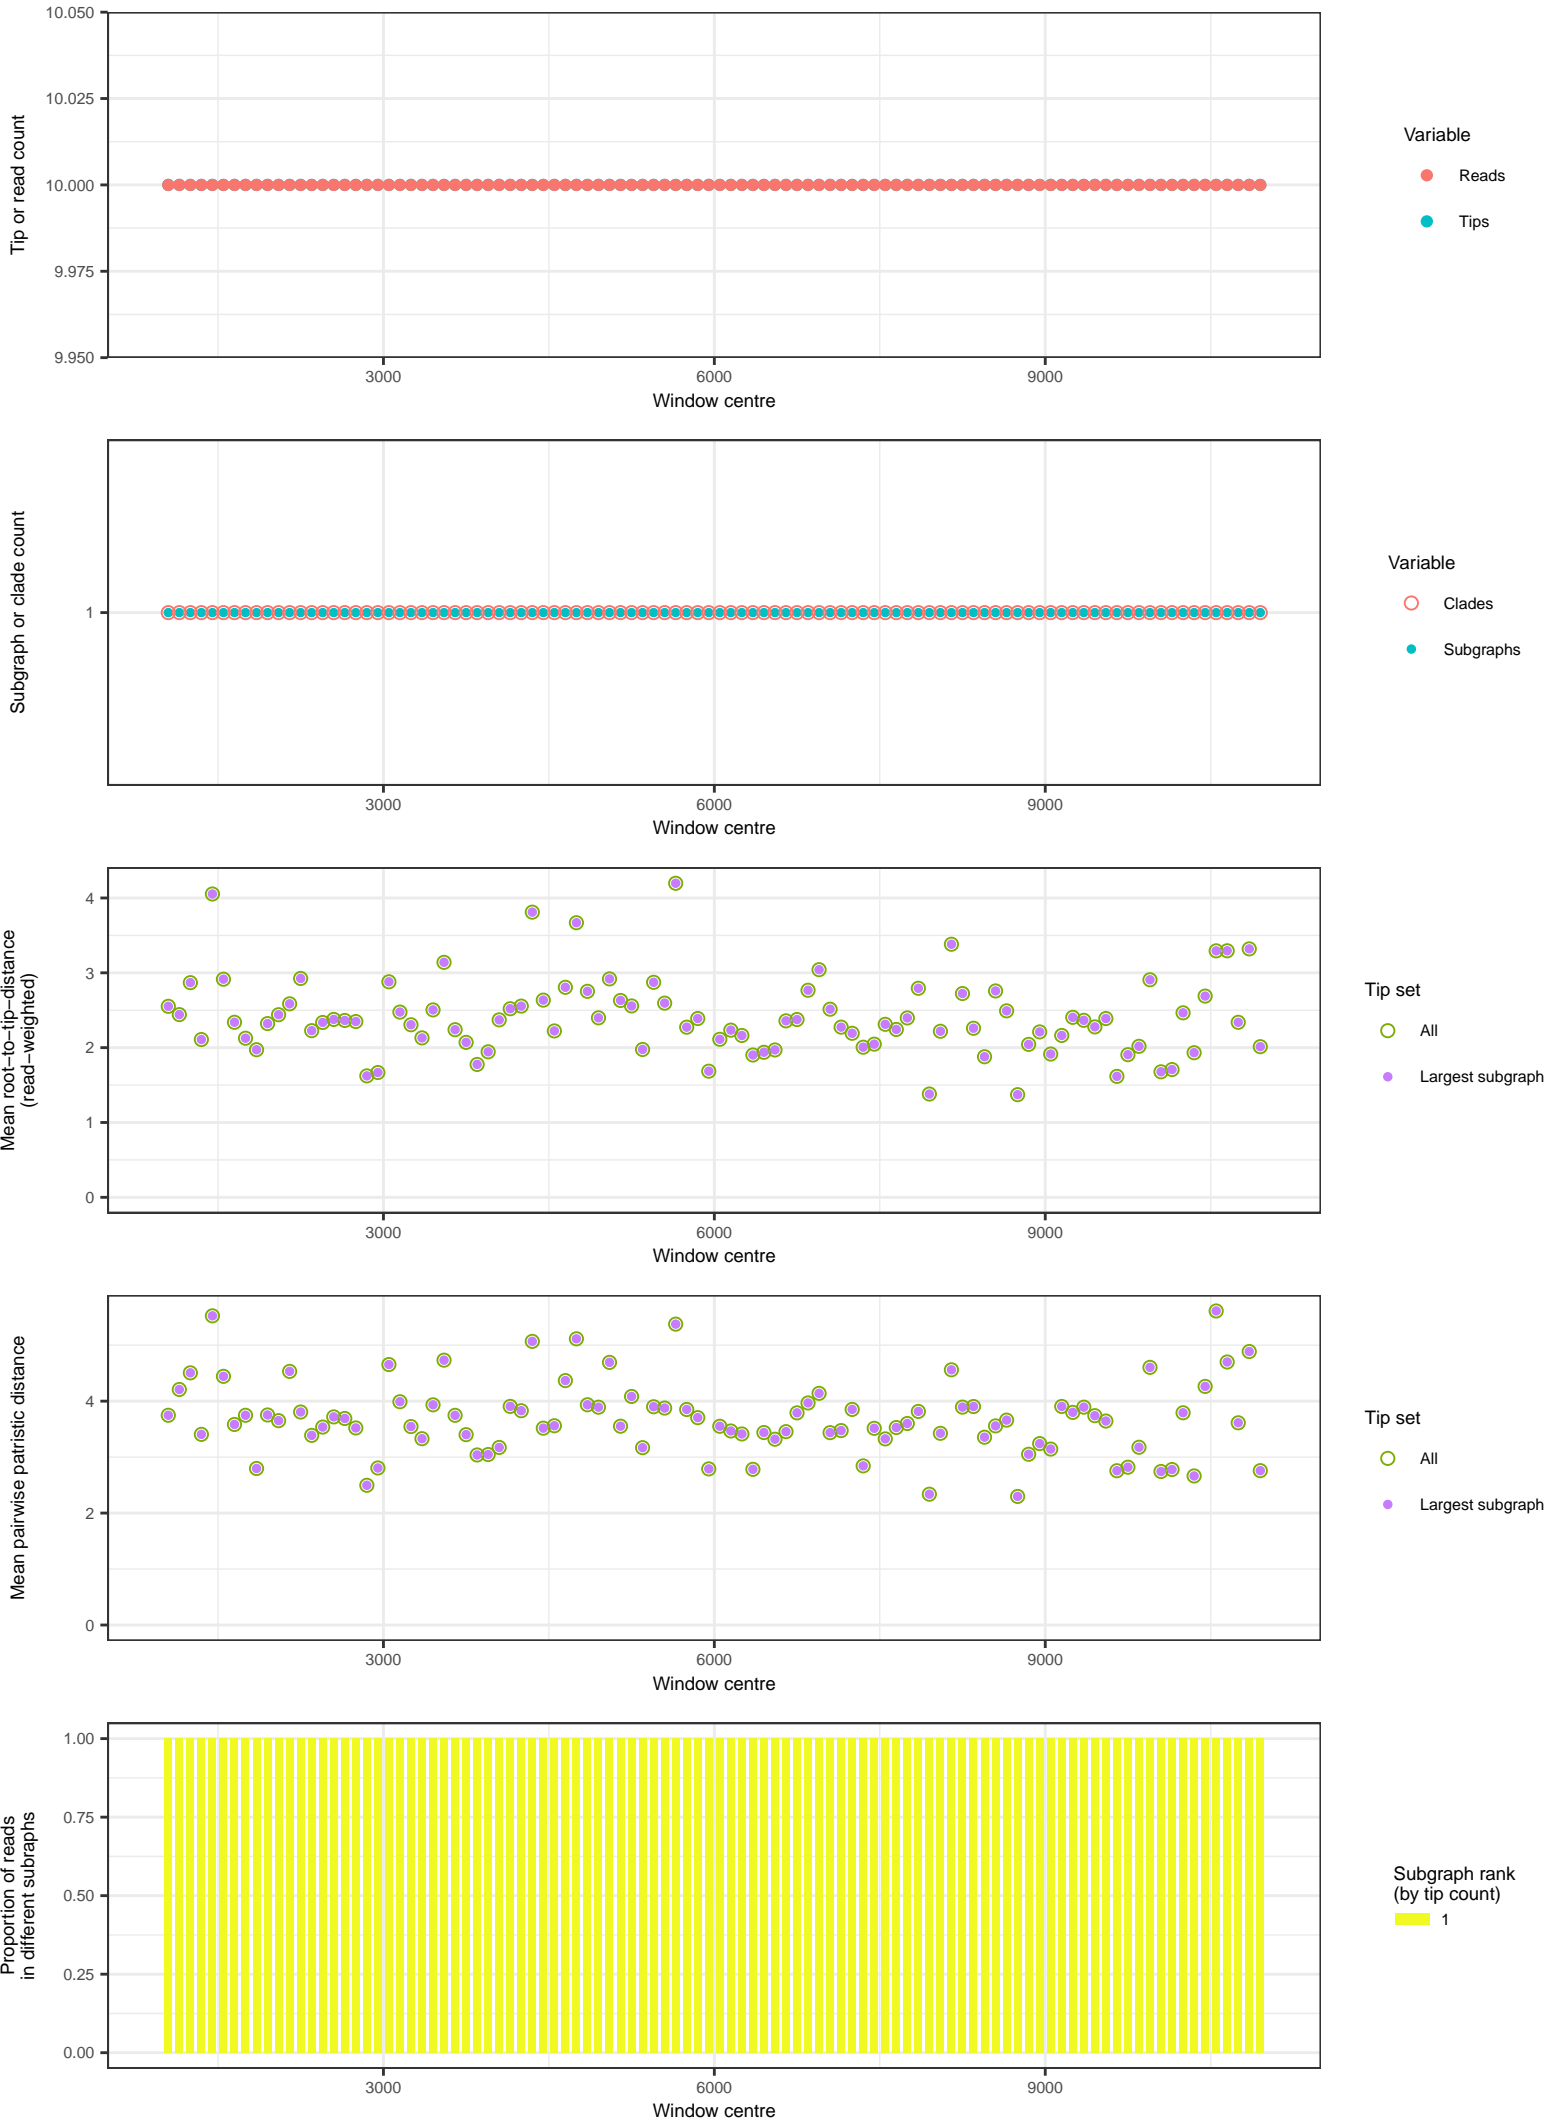 10.050
10.025
10.000
9.975
9.950
Tip or read count
3000
6000
9000
Window centre
Variable
Reads
Tips
1
Subgraph or clade count
3000
6000
9000
Window centre
Variable
Clades
Subgraphs
4
3
2
1
0
Mean root−to−tip−distance
(read−weighted)
3000
6000
9000
Window centre
Tip set
All
Largest subgraph
4
2
0
Mean pairwise patristic distance
3000
6000
9000
Window centre
Tip set
All
Largest subgraph
1.00
0.75
0.50
0.25
0.00
Proportion of reads
in different subraphs
3000
6000
9000
Window centre
Subgraph rank
(by tip count)
1